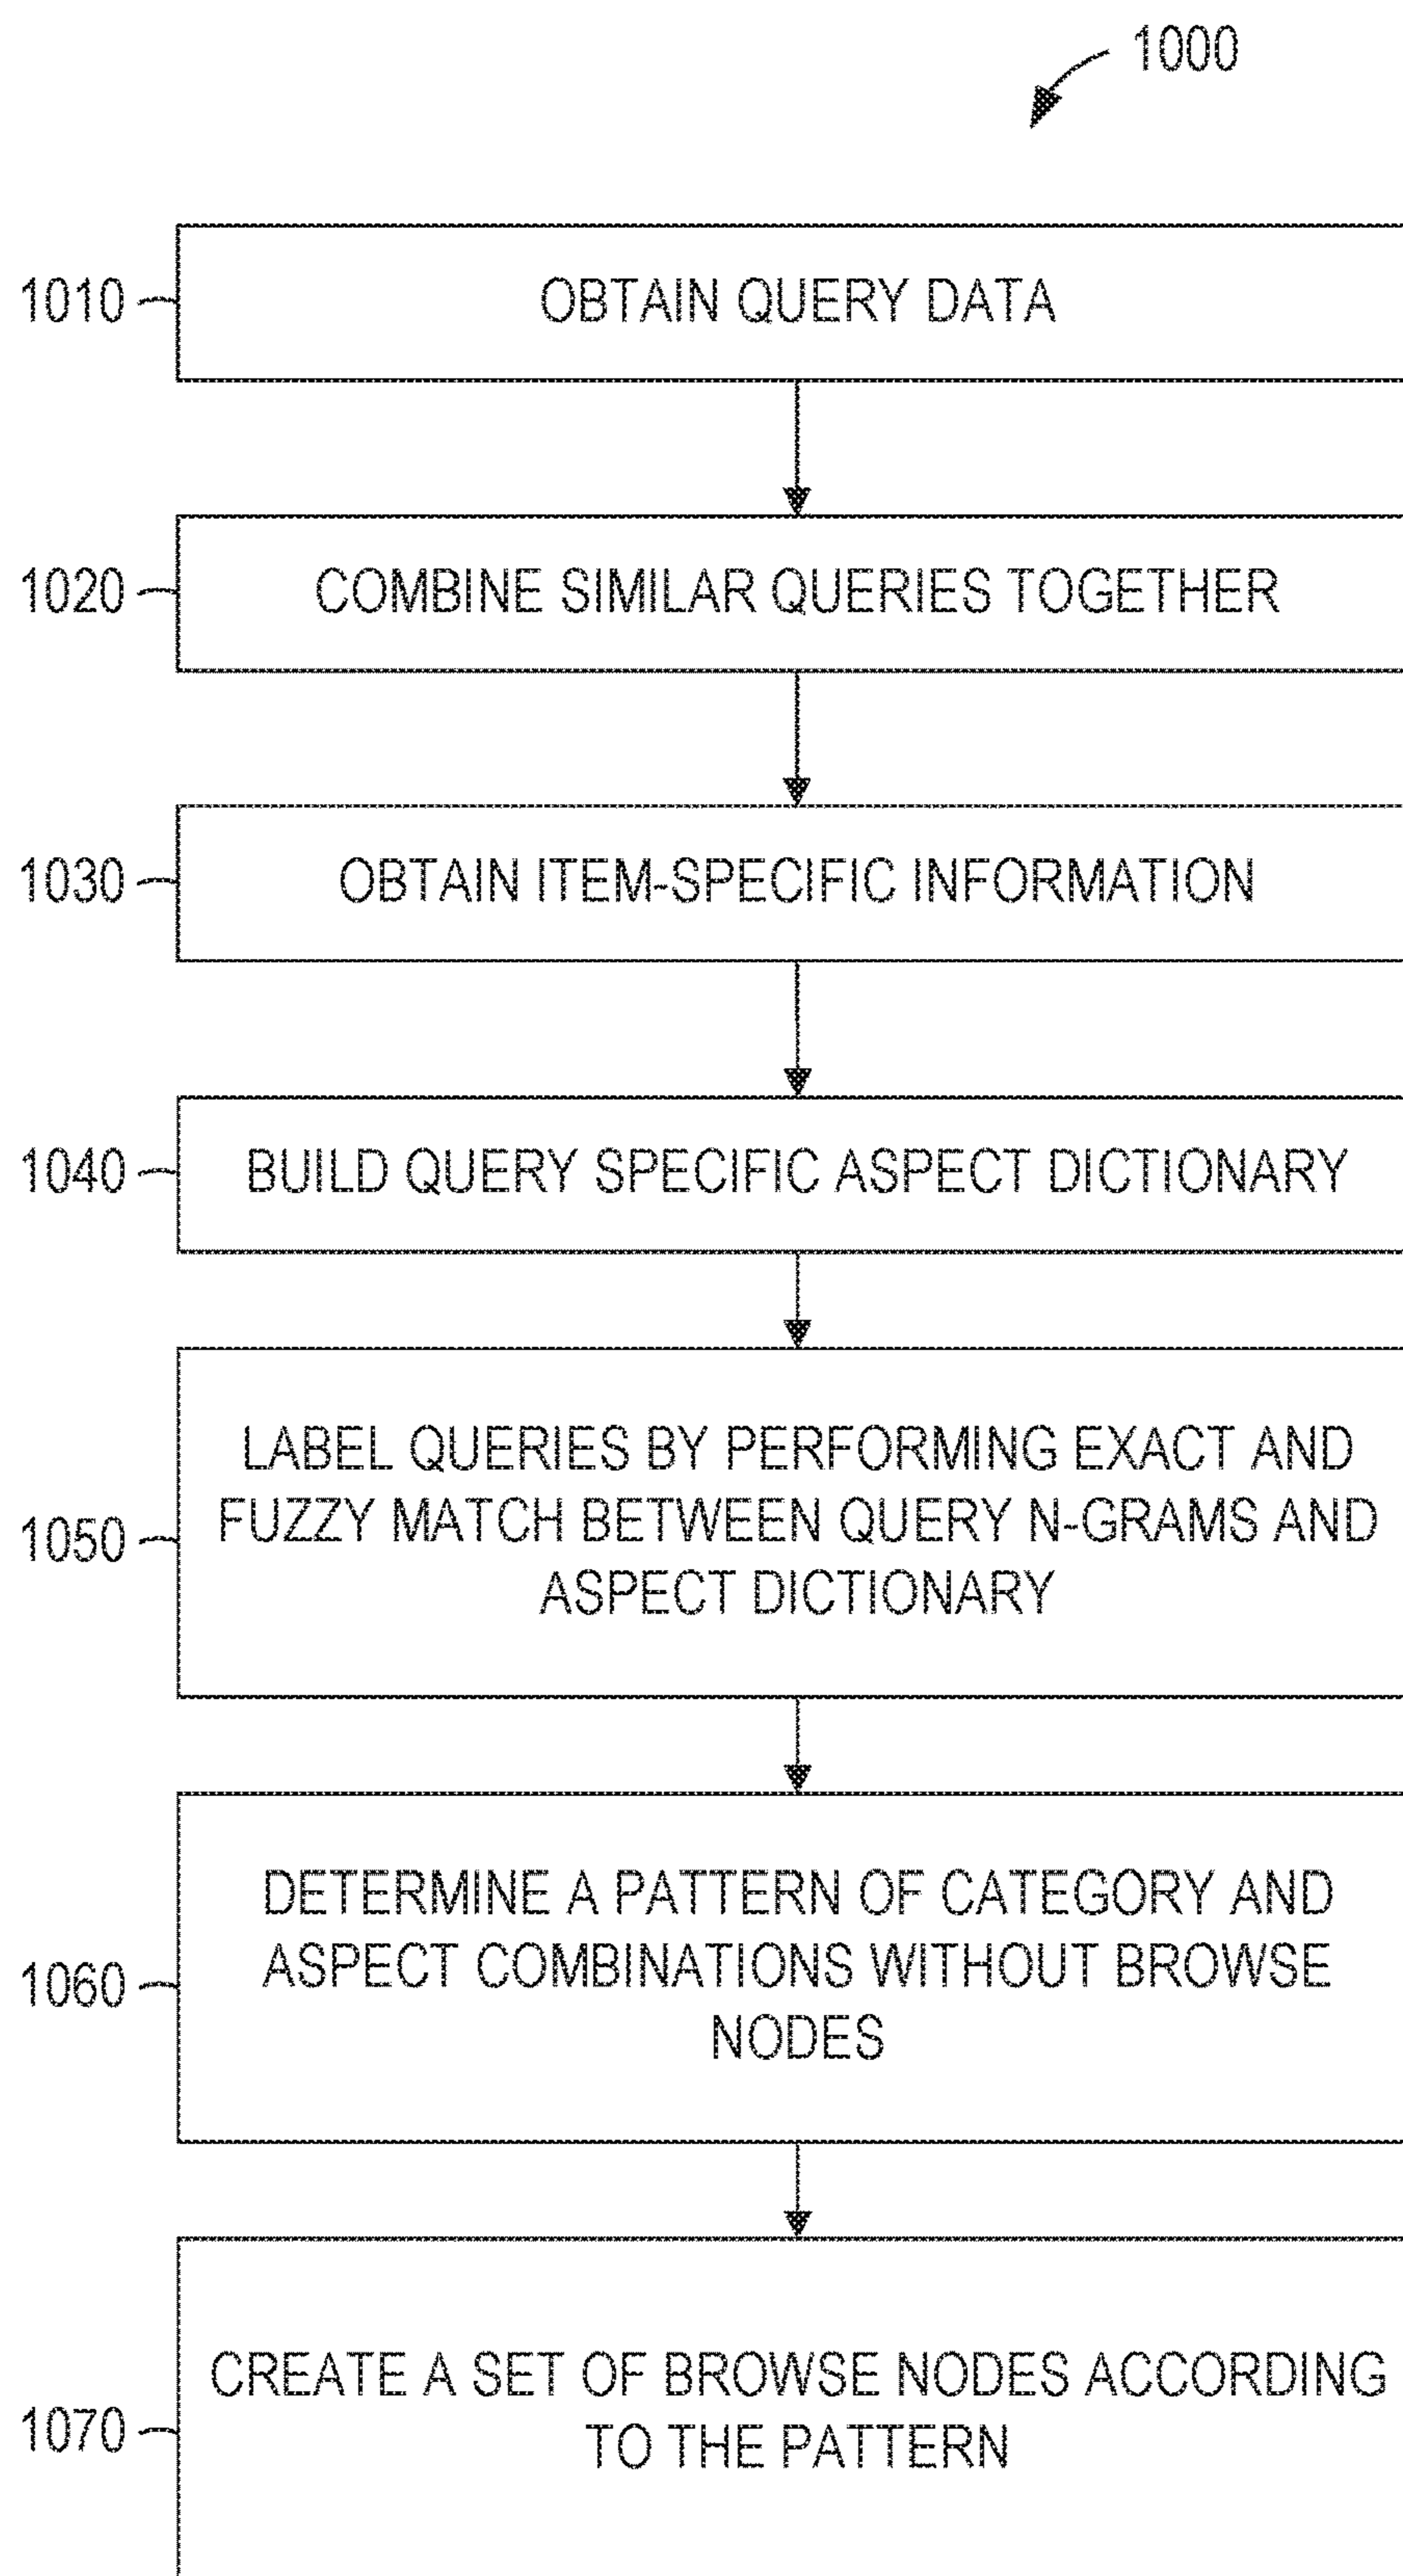 1000
1010
OBTAIN QUERY DATA
1020
COMBINE SIMILAR QUERIES TOGETHER
1030
OBTAIN ITEM-SPECIFIC INFORMATION
1040
BUILD QUERY SPECIFIC ASPECT DICTIONARY
1050
LABEL QUERIES BY PERFORMING EXACT AND
FUZZY MATCH BETWEEN QUERY N-GRAMS AND
ASPECT DICTIONARY
1060
DETERMINE A PATTERN OF CATEGORY AND
ASPECT COMBINATIONS WITHOUT BROWSE
NODES
1070
CREATE A SET OF BROWSE NODES ACCORDING
TO THE PATTERN